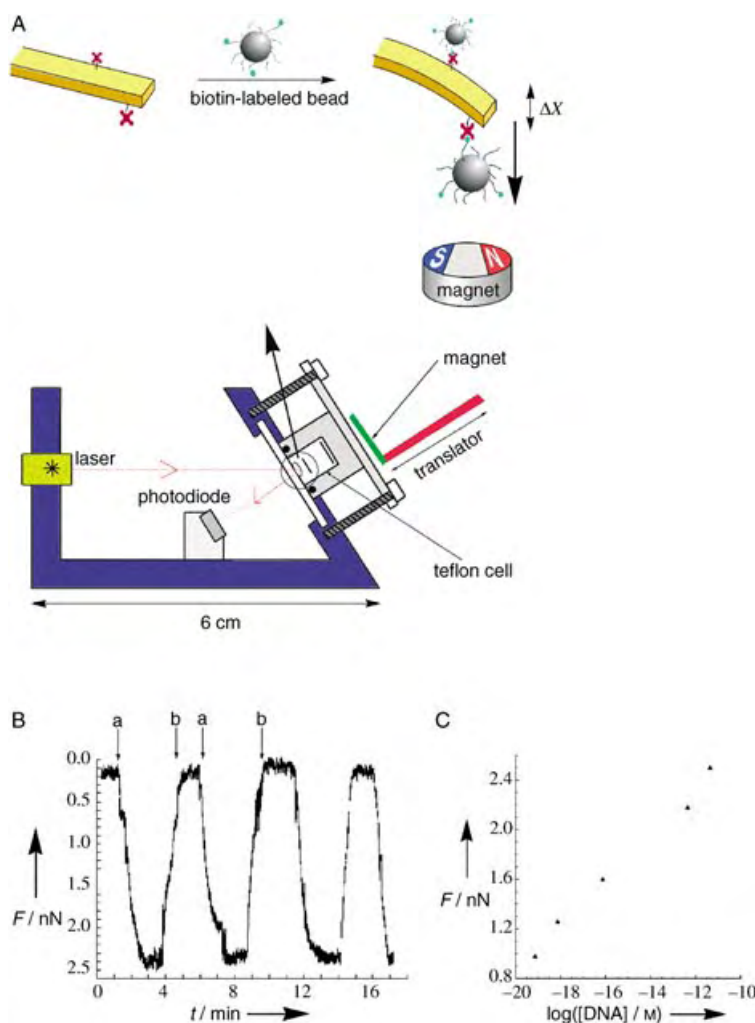 A
biotin-labeled bead
ΔX
S N
magnet
magnet
laser
translator
photodiode
teflon cell
6 cm
B
a b a b
0.0
0.5
1.0
1.5
2.0
2.5
F / nN
0 4 8 12 16
t / min
C
2.4
2.0
1.6
1.2
0.8
F / nN
−20 −18 −16 −14 −12 −10
log([DNA] / M)